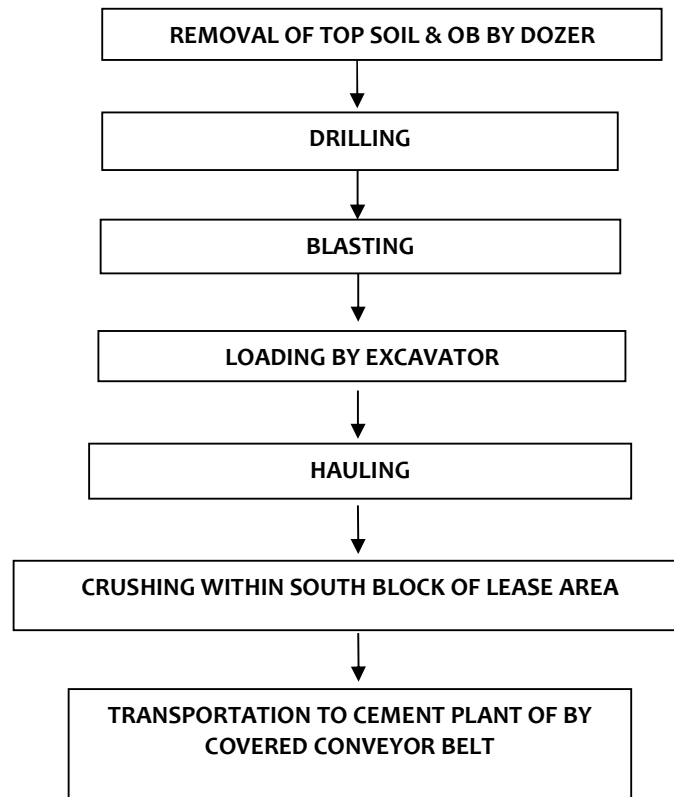 REMOVAL OF TOP SOIL & OB BY DOZER
DRILLING
BLASTING
LOADING BY EXCAVATOR
HAULING
CRUSHING WITHIN SOUTH BLOCK OF LEASE AREA
TRANSPORTATION TO CEMENT PLANT OF BY
COVERED CONVEYOR BELT